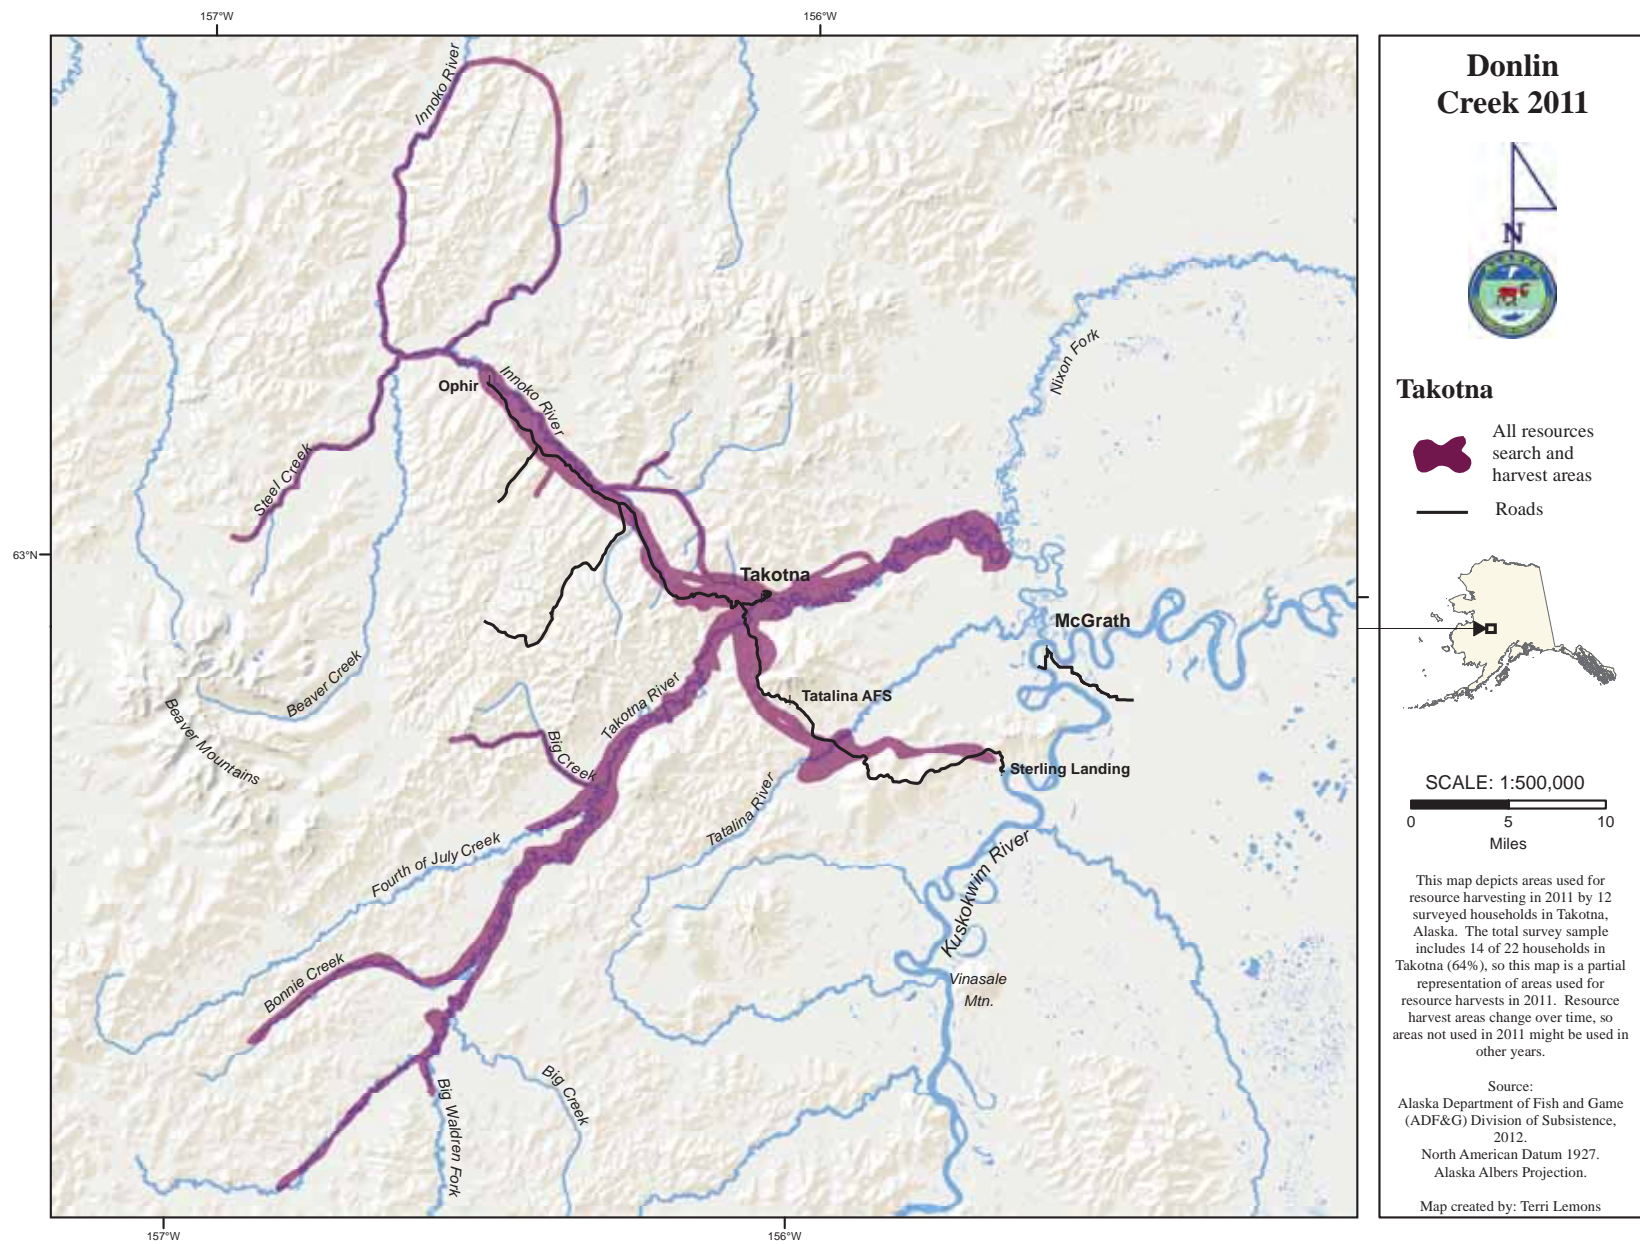 157°W
156°W
Innoko River
Nixon Fork
Ophir
Innoko River
Steel Creek
63°N
Takotna
McGrath
Beaver Creek
Takotna River
Tatalina AFS
Beaver Mountains
Big Creek
Sterling Landing
Tatalina River
Fourth of July Creek
Kuskokwim River
Bonnie Creek
Vinasale
Mtn.
Big Creek
Big Waldren Fork
157°W
156°W
Donlin
Creek 2011
N
Takotna
All resources
search and
harvest areas
Roads
SCALE: 1:500,000
0 5 10
Miles
This map depicts areas used for
resource harvesting in 2011 by 12
surveyed households in Takotna,
Alaska. The total survey sample
includes 14 of 22 households in
Takotna (64%), so this map is a partial
representation of areas used for
resource harvests in 2011. Resource
harvest areas change over time, so
areas not used in 2011 might be used in
other years.
Source:
Alaska Department of Fish and Game
(ADF&G) Division of Subsistence,
2012.
North American Datum 1927.
Alaska Albers Projection.
Map created by: Terri Lemons